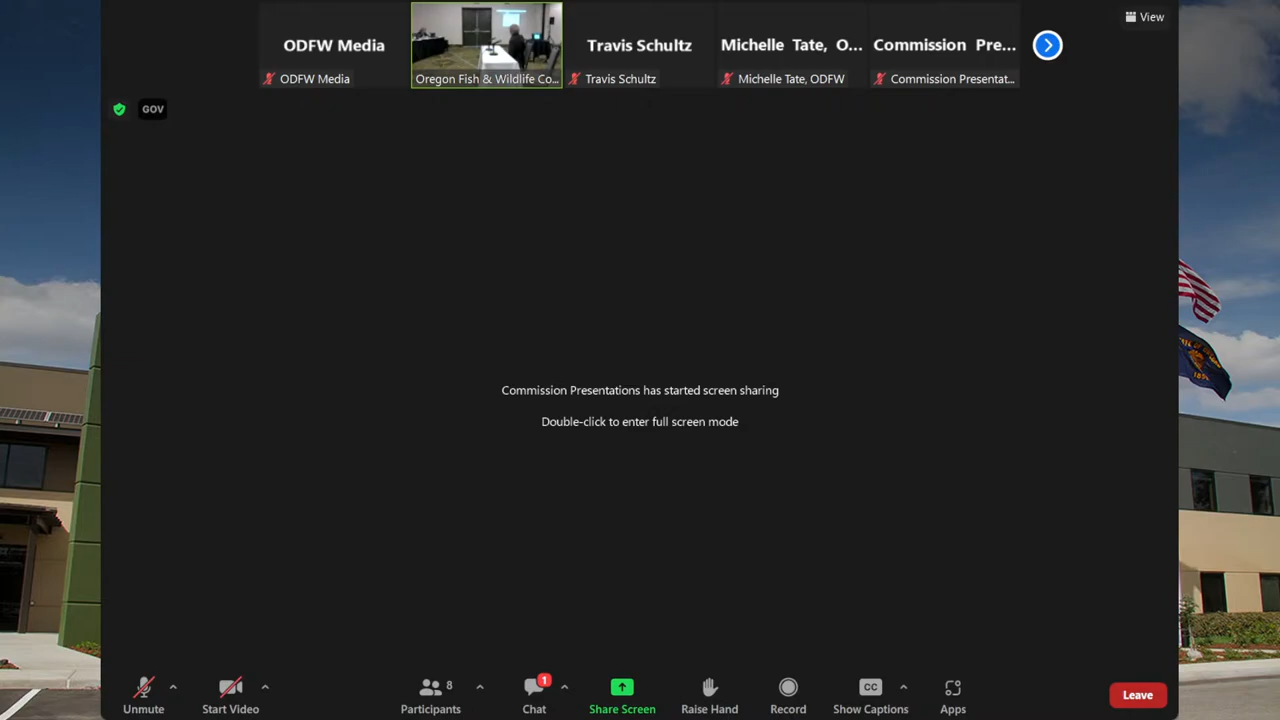 ODFW Media
Travis Schultz
Michelle Tate, O...
Commission Pre...
View
ODFW Media
Oregon Fish & Wildlife Co...
Travis Schultz
Michelle Tate, ODFW
Commission Presentat...
GOV
Commission Presentations has started screen sharing
Double-click to enter full screen mode
8
1
CC
Unmute
Start Video
Participants
Chat
Share Screen
Raise Hand
Record
Show Captions
Apps
Leave